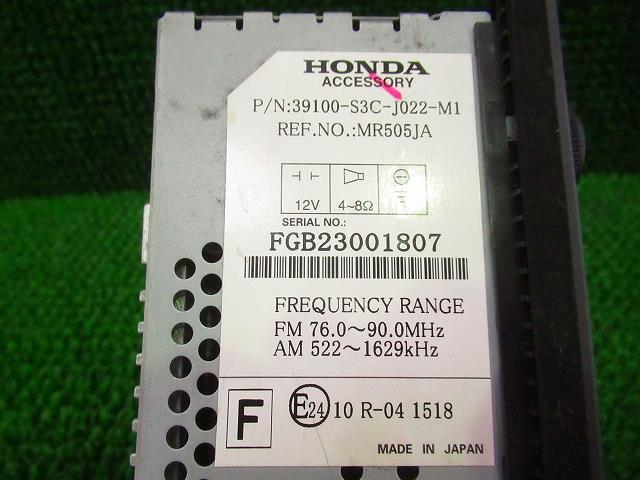 HONDA
ACCESSORY
P/N:39100-S3C-J022-M1
REF.NO.:MR505JA
12V 4~8Ω
SERIAL NO.:
FGB23001807
FREQUENCY RANGE
FM 76.0~90.0MHz
AM 522~1629kHz
F E24 10 R-04 1518
MADE IN JAPAN